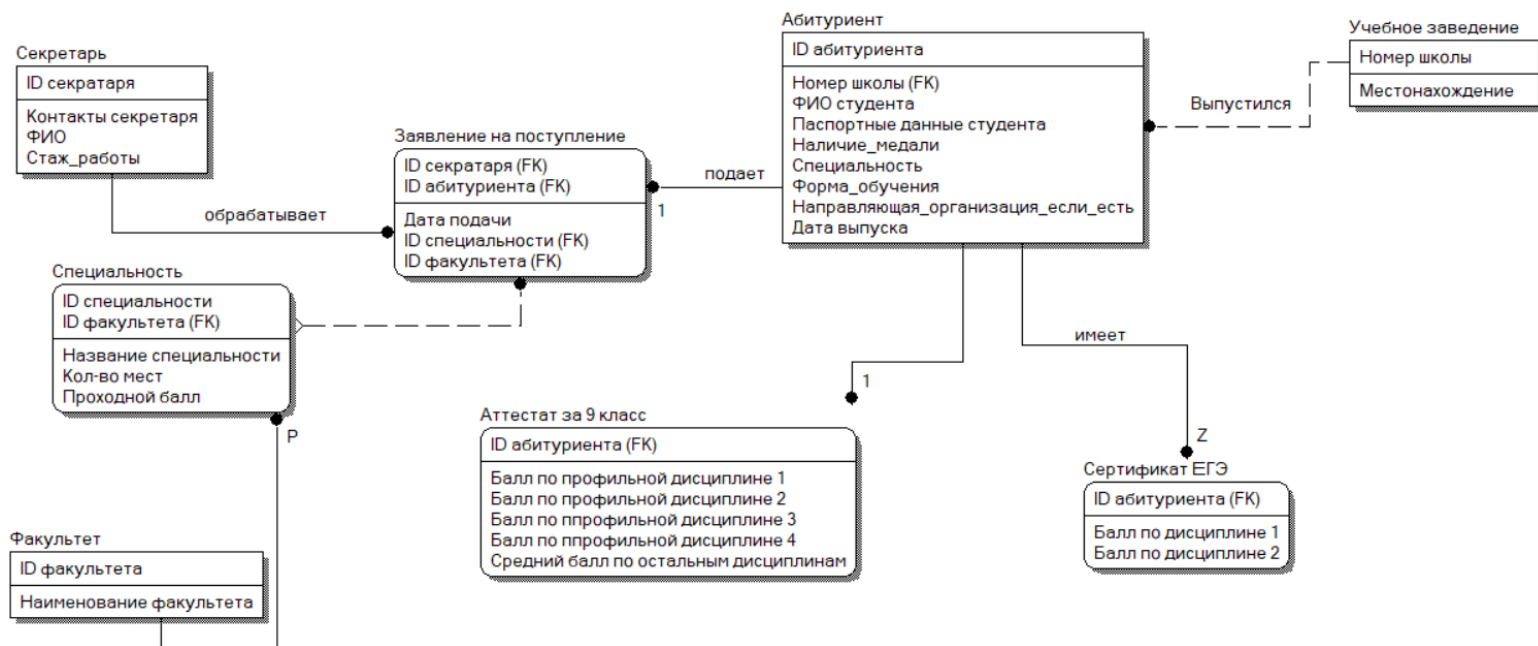 Секретарь
ID секратаря
Контакты секретаря
ФИО
Стаж_работы
обрабатывает
Заявление на поступление
ID секратаря (FK)
ID абитуриента (FK)
Дата подачи
ID специальности (FK)
ID факультета (FK)
подает
1
Абитуриент
ID абитуриента
Номер школы (FK)
ФИО студента
Паспортные данные студента
Наличие_медали
Специальность
Форма_обучения
Направляющая_организация_если_есть
Дата выпуска
Выпустился
Учебное заведение
Номер школы
Местонахождение
Специальность
ID специальности
ID факультета (FK)
Название специальности
Кол-во мест
Проходной балл
P
Факультет
ID факультета
Наименование факультета
1
Аттестат за 9 класс
ID абитуриента (FK)
Балл по профильной дисциплине 1
Балл по профильной дисциплине 2
Балл по ппрофильной дисциплине 3
Балл по ппрофильной дисциплине 4
Средний балл по остальным дисциплинам
имеет
Z
Сертификат ЕГЭ
ID абитуриента (FK)
Балл по дисциплине 1
Балл по дисциплине 2